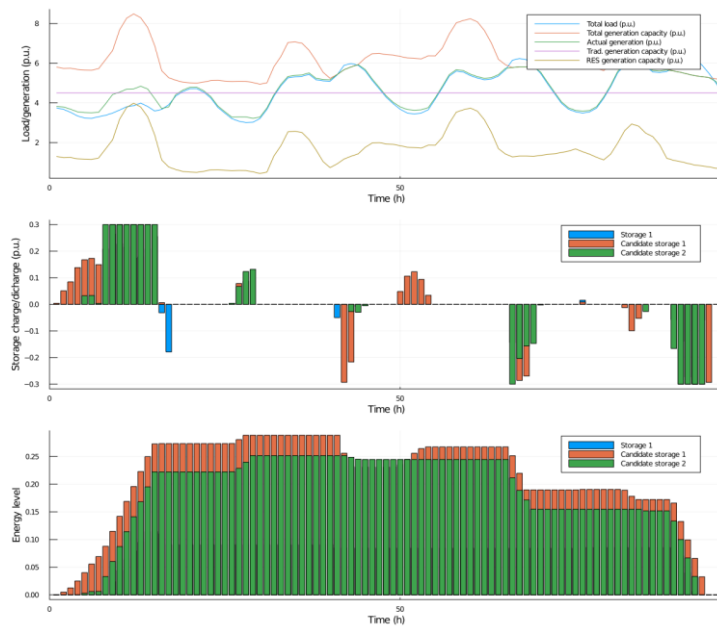 Load/generation (p.u.)
8
6
4
2
0
50
Time (h)
Total load (p.u.)
Total generation capacity (p.u.)
Actual generation (p.u.)
Trad. generation capacity (p.u.)
RES generation capacity (p.u.)
Storage charge/dicharge (p.u.)
0.3
0.2
0.1
0.0
−0.1
−0.2
−0.3
0
50
Time (h)
Storage 1
Candidate storage 1
Candidate storage 2
Energy level
0.25
0.20
0.15
0.10
0.05
0.00
0
50
Time (h)
Storage 1
Candidate storage 1
Candidate storage 2